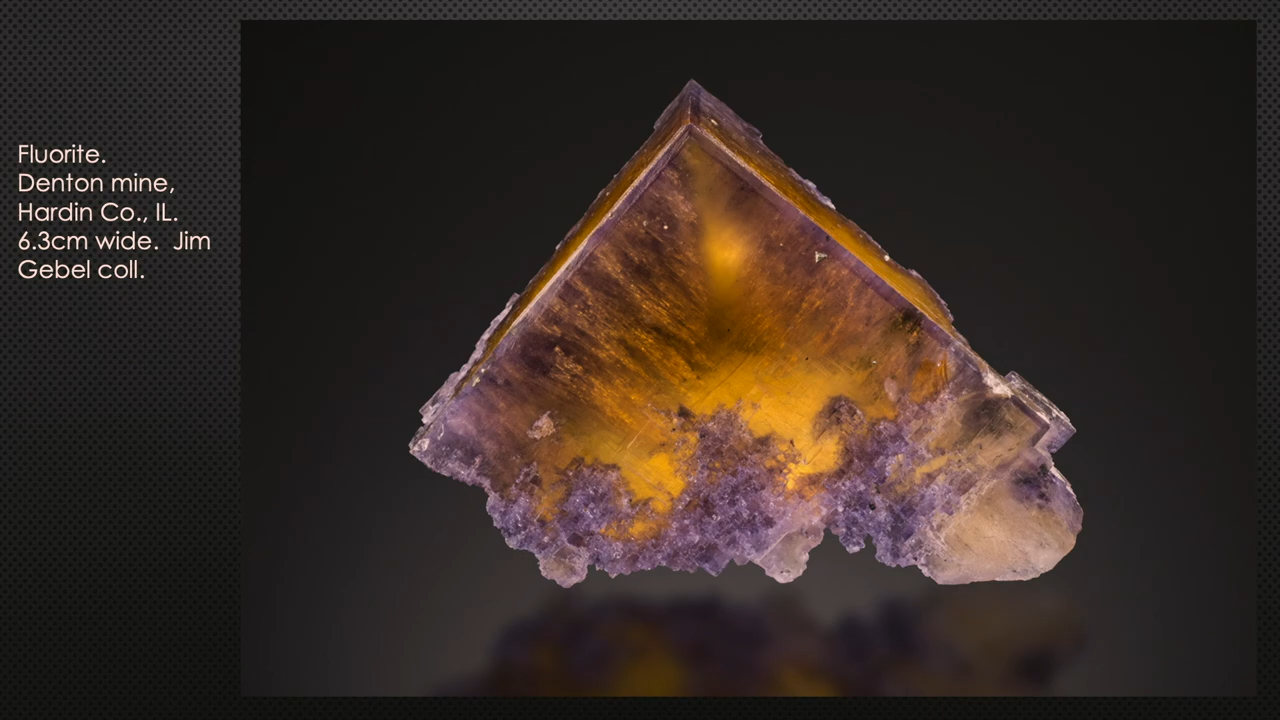 Fluorite.
Denton mine,
Hardin Co., IL.
6.3cm wide.  Jim
Gebel coll.